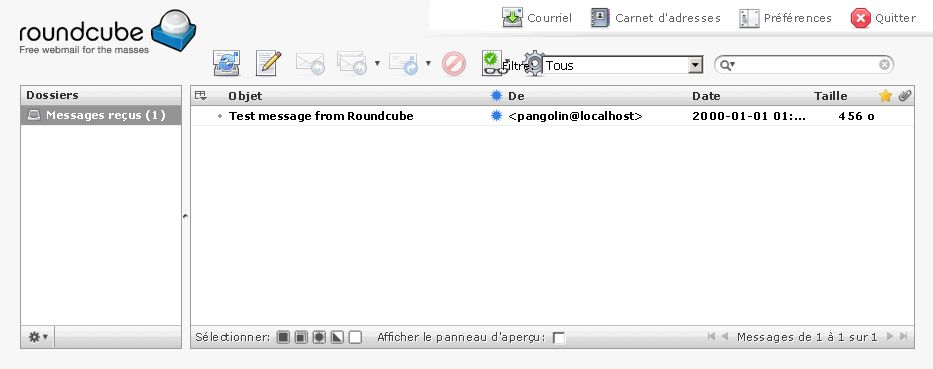 roundcube
Free webmail for the masses
Courriel Carnet d'adresses Préférences Quitter
Filtre: Tous
Dossiers
Messages reçus (1)
Objet De Date Taille
Test message from Roundcube <pangolin@localhost> 2000-01-01 01:... 456 o
Sélectionner: Afficher le panneau d'aperçu: Messages de 1 à 1 sur 1